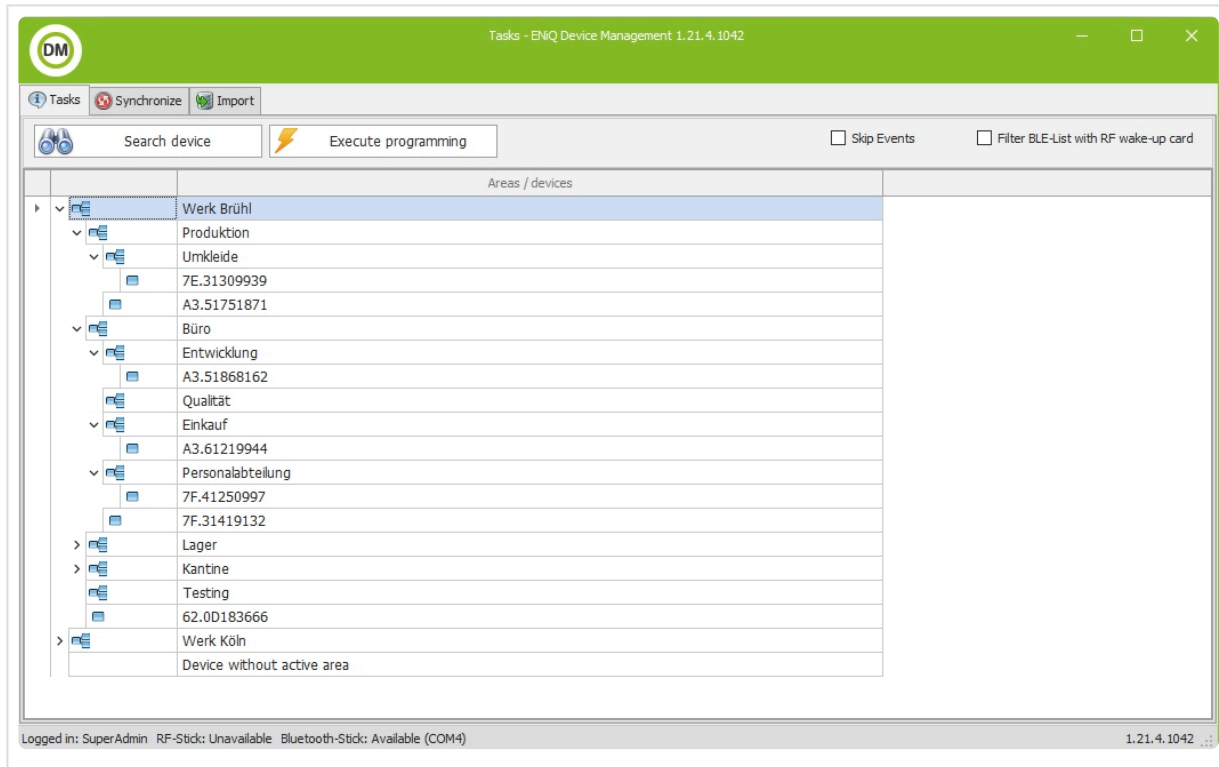 DM
Tasks - ENiQ Device Management 1.21.4.1042
Tasks Synchronize Import
Search device Execute programming Skip Events Filter BLE-List with RF wake-up card
Areas / devices
Werk Brühl
Produktion
Umkleide
7E.31309939
A3.51751871
Büro
Entwicklung
A3.51868162
Qualität
Einkauf
A3.61219944
Personalabteilung
7F.41250997
7F.31419132
Lager
Kantine
Testing
62.0D183666
Werk Köln
Device without active area
Logged in: SuperAdmin RF-Stick: Unavailable Bluetooth-Stick: Available (COM4) 1.21.4.1042